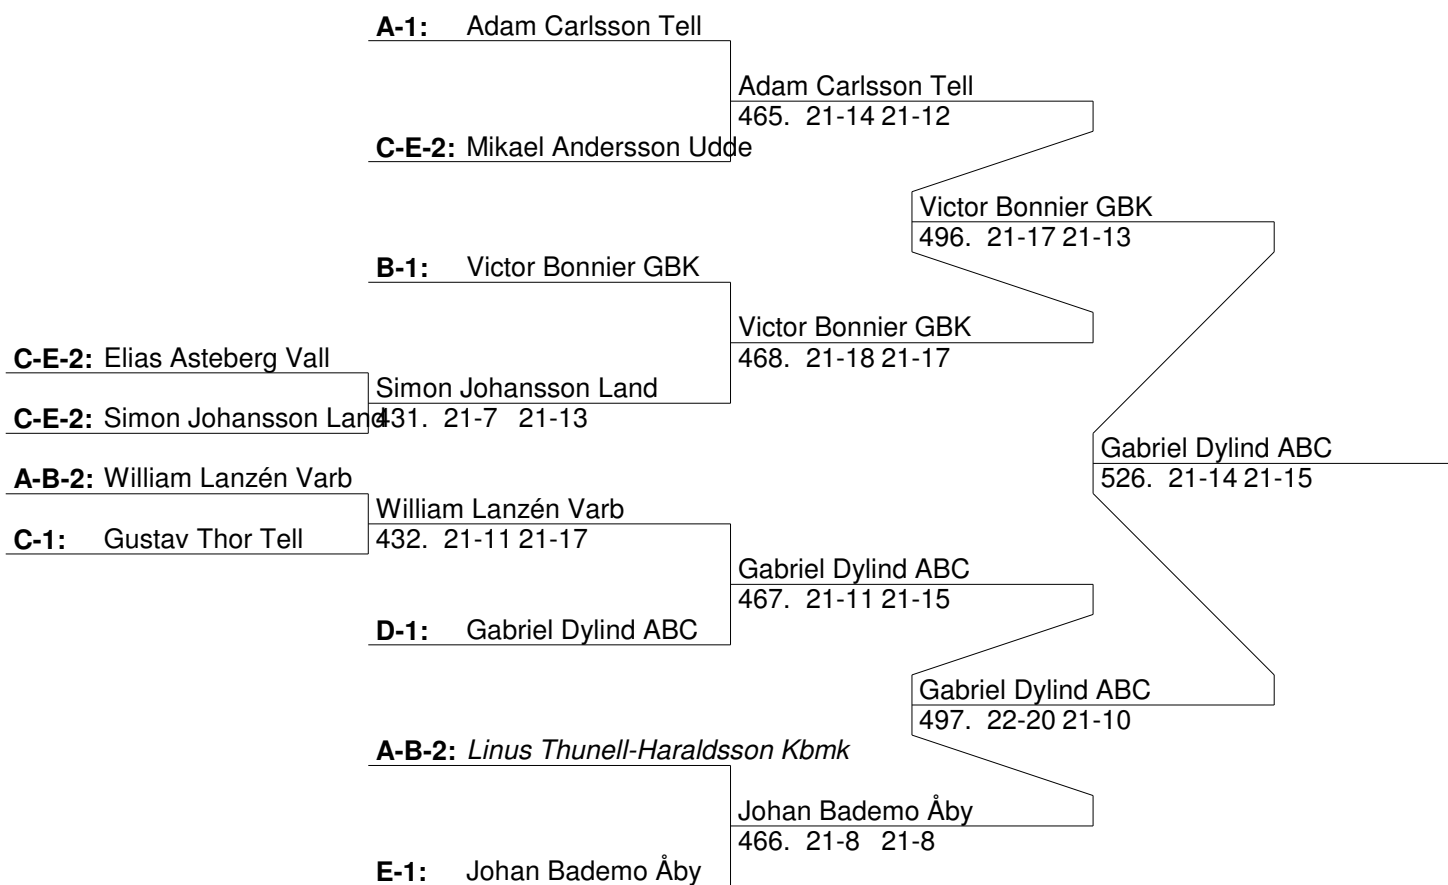 A-1: Adam Carlsson Tell
Adam Carlsson Tell
465. 21-14 21-12
C-E-2: Mikael Andersson Udde
Victor Bonnier GBK
496. 21-17 21-13
B-1: Victor Bonnier GBK
Victor Bonnier GBK
468. 21-18 21-17
C-E-2: Elias Asteberg Vall
Simon Johansson Land
431. 21-7 21-13
C-E-2: Simon Johansson Land
Gabriel Dylind ABC
526. 21-14 21-15
A-B-2: William Lanzén Varb
William Lanzén Varb
432. 21-11 21-17
C-1: Gustav Thor Tell
Gabriel Dylind ABC
467. 21-11 21-15
D-1: Gabriel Dylind ABC
Gabriel Dylind ABC
497. 22-20 21-10
A-B-2: Linus Thunell-Haraldsson Kbmk
Johan Bademo Åby
466. 21-8 21-8
E-1: Johan Bademo Åby